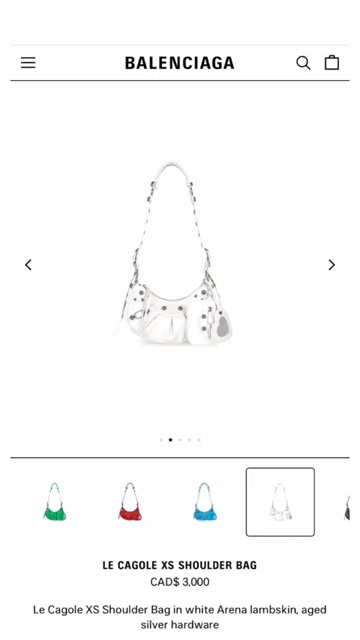 BALENCIAGA
LE CAGOLE XS SHOULDER BAG
CAD$ 3,000
Le Cagole XS Shoulder Bag in white Arena lambskin, aged
silver hardware